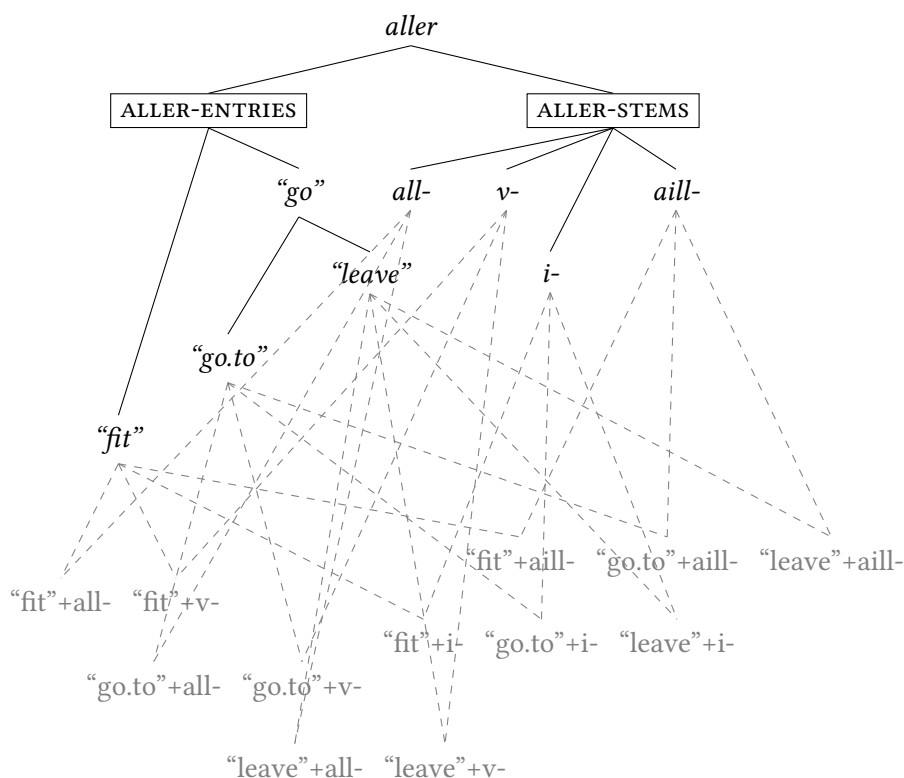 aller
ALLER-ENTRIES ALLER-STEMS
“go” all- v- aill-
“leave” i-
“go.to”
“fit”
“fit”+aill- “go.to”+aill- “leave”+aill-
“fit”+all- “fit”+v-
“fit”+i- “go.to”+i- “leave”+i-
“go.to”+all- “go.to”+v-
“leave”+all- “leave”+v-